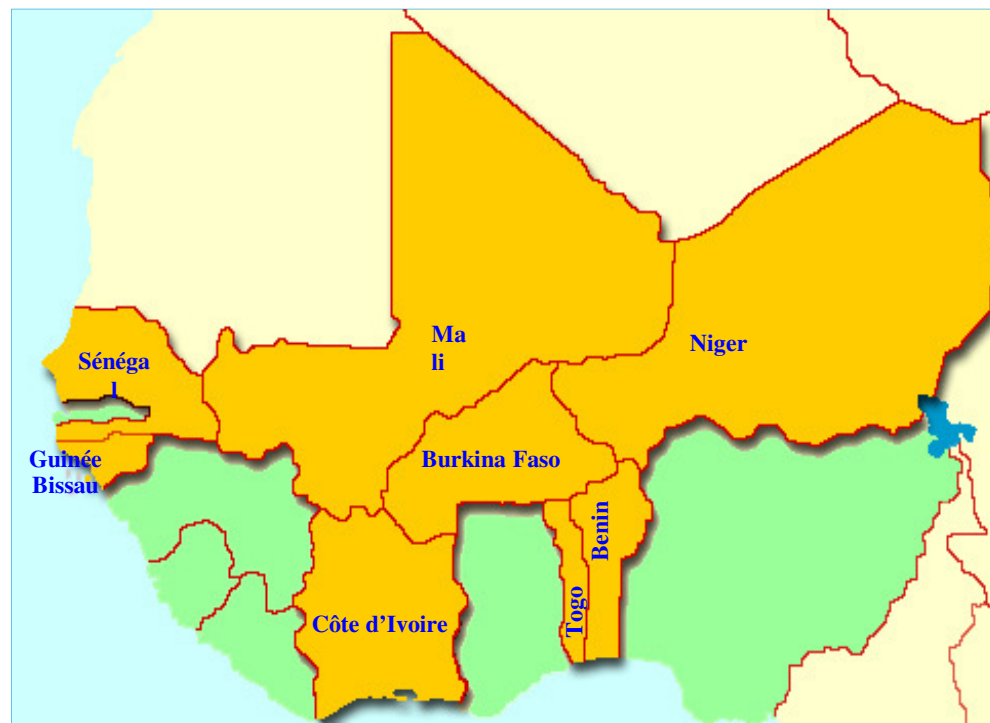 Ma
li
Niger
Sénéga
l
Guinée
Bissau
Burkina Faso
Benin
Togo
Côte d’Ivoire